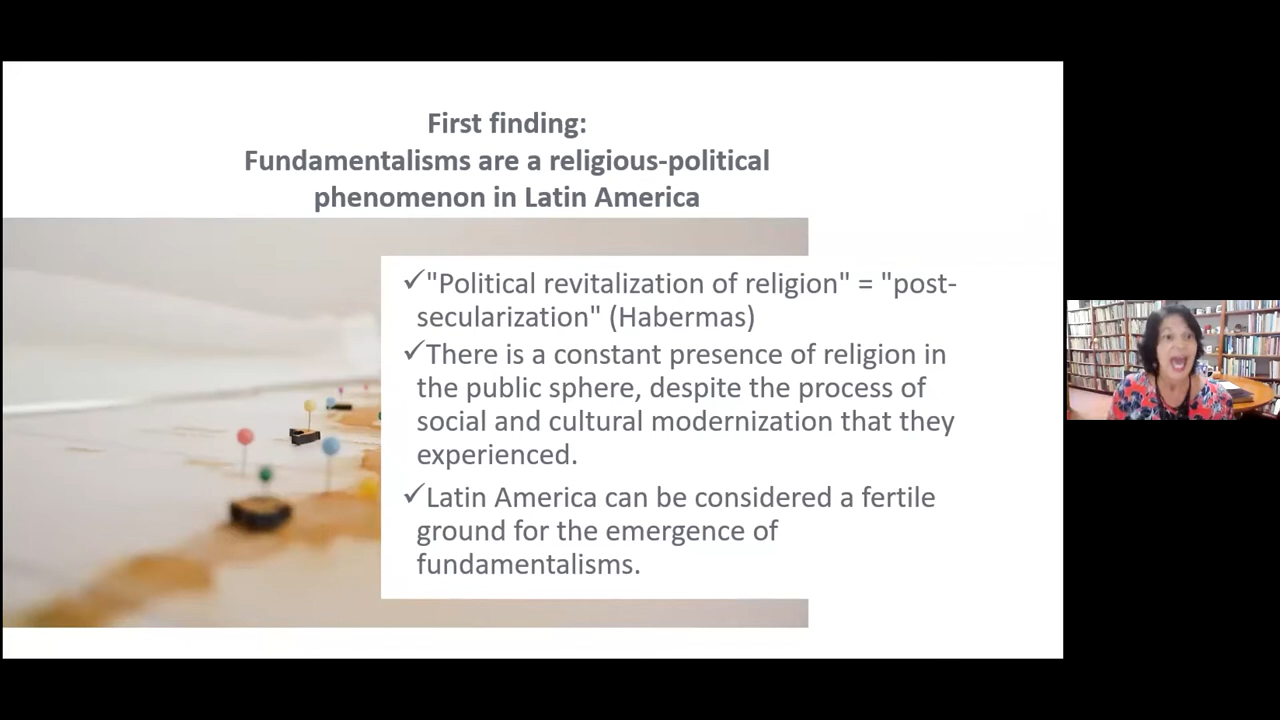 First finding:
Fundamentalisms are a religious-political
phenomenon in Latin America
✓"Political revitalization of religion" = "post-
secularization" (Habermas)
✓There is a constant presence of religion in
the public sphere, despite the process of
social and cultural modernization that they
experienced.
✓Latin America can be considered a fertile
ground for the emergence of
fundamentalisms.